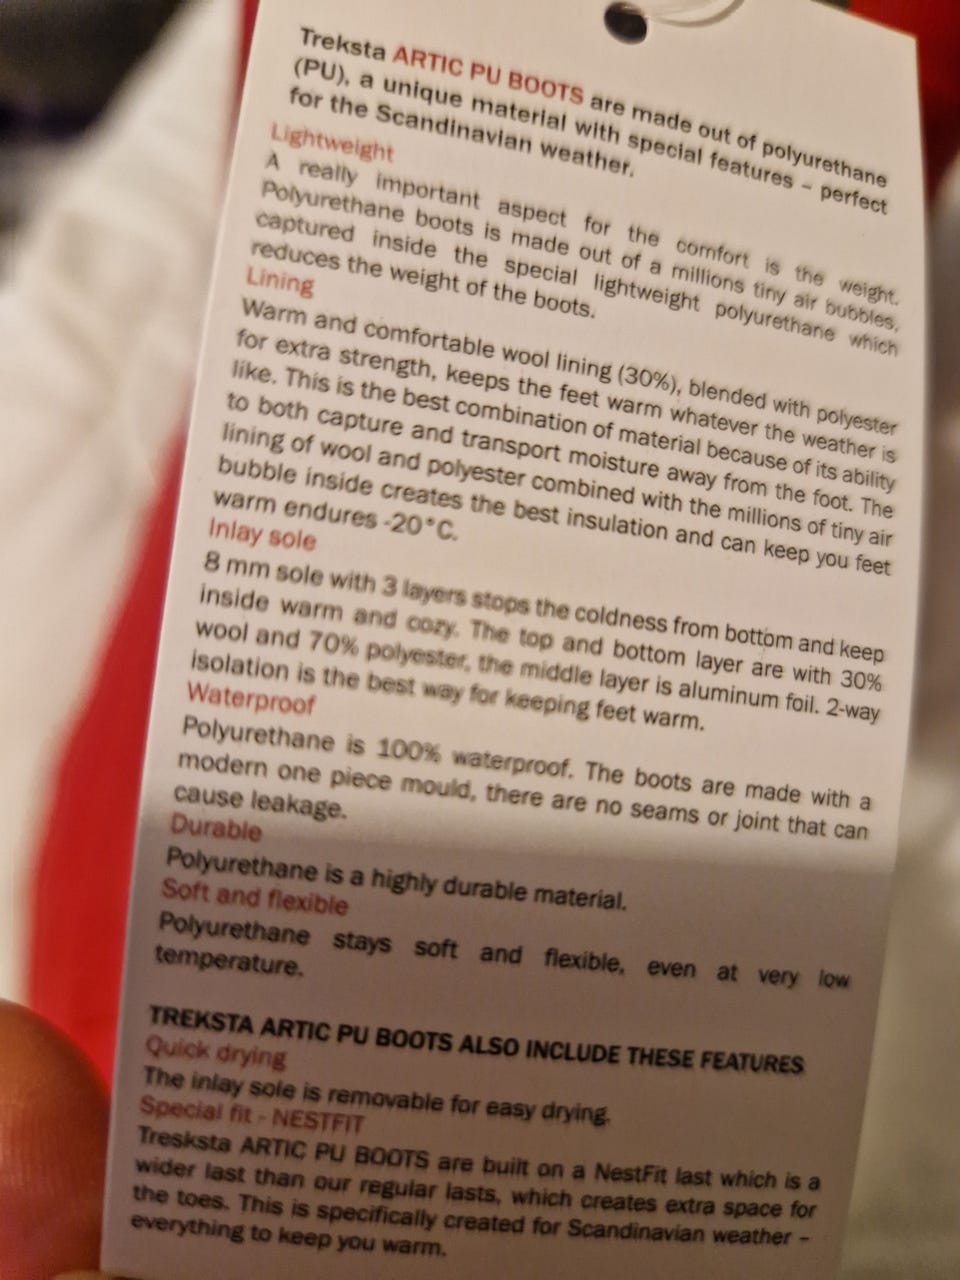 Treksta ARTIC PU BOOTS are made out of polyurethane
(PU), a unique material with special features – perfect
for the Scandinavian weather.
Lightweight
A really important aspect for the comfort is the weight.
Polyurethane boots is made out of a millions tiny air bubbles,
captured inside the special lightweight polyurethane which
reduces the weight of the boots.
Lining
Warm and comfortable wool lining (30%), blended with polyester
for extra strength, keeps the feet warm whatever the weather is
like. This is the best combination of material because of its ability
to both capture and transport moisture away from the foot. The
lining of wool and polyester combined with the millions of tiny air
bubble inside creates the best insulation and can keep you feet
warm endures -20°C.
Inlay sole
8 mm sole with 3 layers stops the coldness from bottom and keep
inside warm and cozy. The top and bottom layer are with 30%
wool and 70% polyester, the middle layer is aluminum foil. 2-way
isolation is the best way for keeping feet warm.
Waterproof
Polyurethane is 100% waterproof. The boots are made with a
modern one piece mould, there are no seams or joint that can
cause leakage.
Durable
Polyurethane is a highly durable material.
Soft and flexible
Polyurethane stays soft and flexible, even at very low
temperature.
TREKSTA ARTIC PU BOOTS ALSO INCLUDE THESE FEATURES
Quick drying
The inlay sole is removable for easy drying.
Special fit - NESTFIT
Tresksta ARTIC PU BOOTS are built on a NestFit last which is a
wider last than our regular lasts, which creates extra space for
the toes. This is specifically created for Scandinavian weather –
everything to keep you warm.